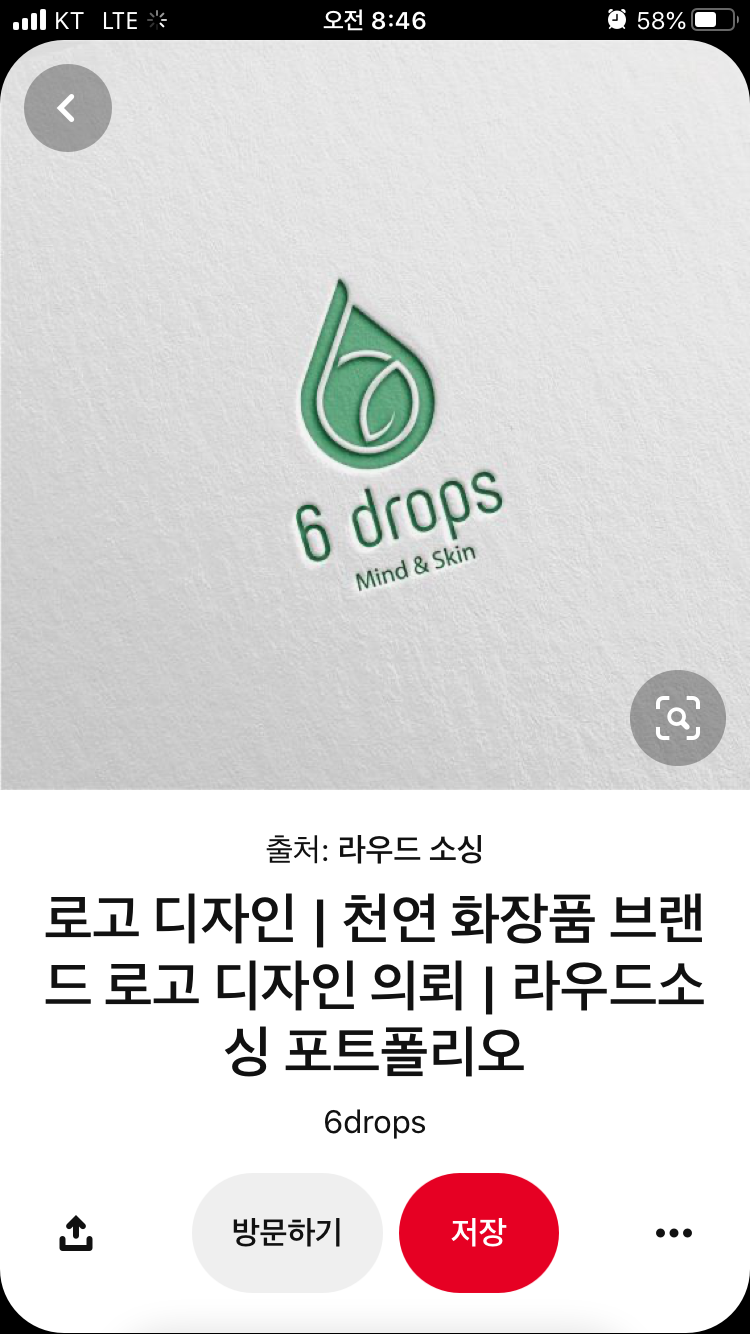 KT LTE 오전 8:46 58%
6 drops
Mind & Skin
출처: 라우드 소싱
로고 디자인 | 천연 화장품 브랜
드 로고 디자인 의뢰 | 라우드소
싱 포트폴리오
6drops
방문하기 저장